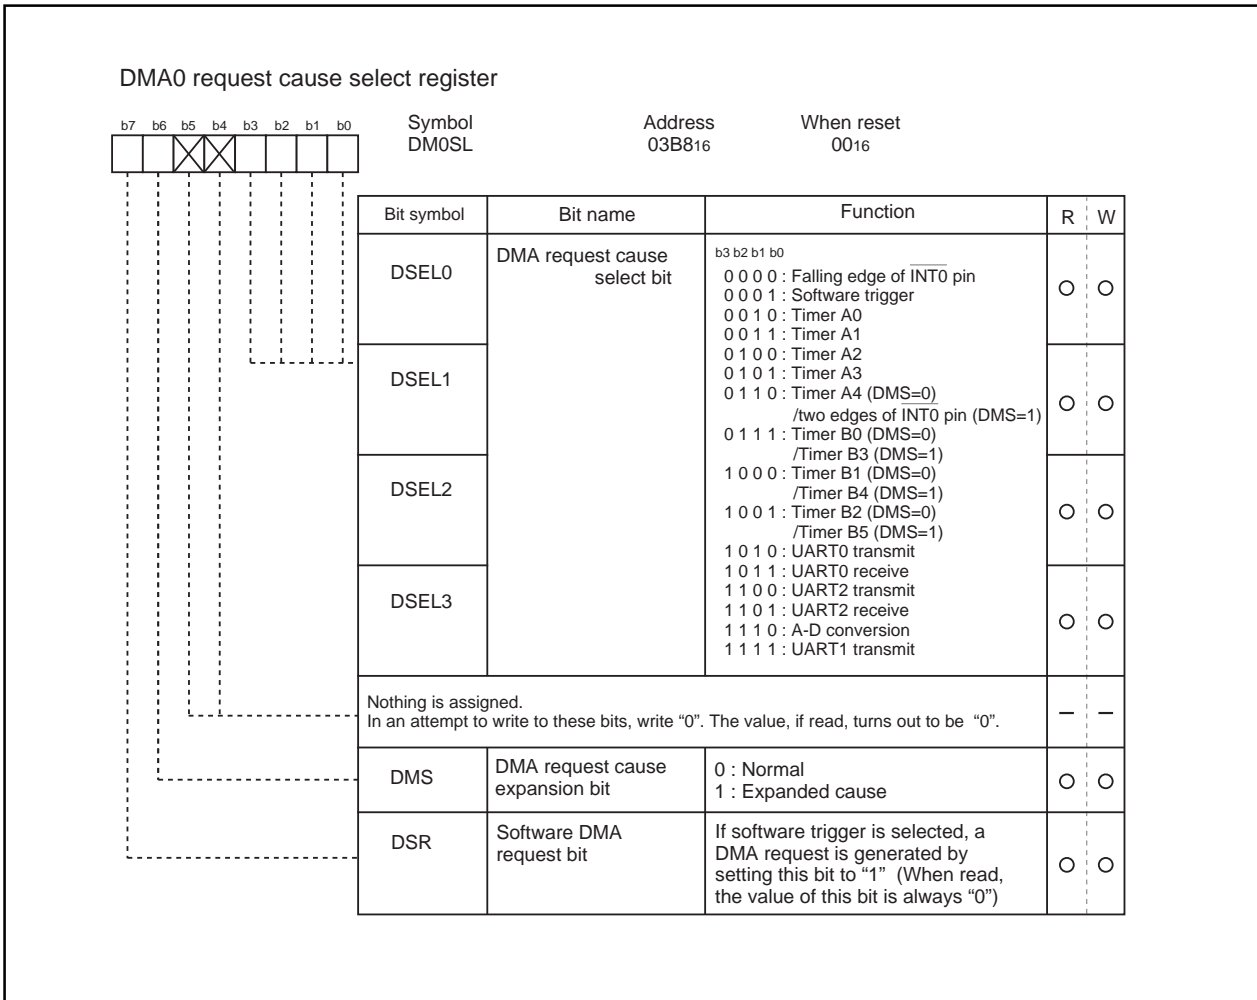 DMA0 request cause select register
b7 b6 b5 b4 b3 b2 b1 b0
Symbol Address When reset
DM0SL 03B816 0016
Bit symbol Bit name Function R W
DSEL0
DSEL1
DSEL2
DSEL3
DMA request cause
select bit
b3 b2 b1 b0
0 0 0 0 : Falling edge of INT0 pin
0 0 0 1 : Software trigger
0 0 1 0 : Timer A0
0 0 1 1 : Timer A1
0 1 0 0 : Timer A2
0 1 0 1 : Timer A3
0 1 1 0 : Timer A4 (DMS=0)
/two edges of INT0 pin (DMS=1)
0 1 1 1 : Timer B0 (DMS=0)
/Timer B3 (DMS=1)
1 0 0 0 : Timer B1 (DMS=0)
/Timer B4 (DMS=1)
1 0 0 1 : Timer B2 (DMS=0)
/Timer B5 (DMS=1)
1 0 1 0 : UART0 transmit
1 0 1 1 : UART0 receive
1 1 0 0 : UART2 transmit
1 1 0 1 : UART2 receive
1 1 1 0 : A-D conversion
1 1 1 1 : UART1 transmit
Nothing is assigned.
In an attempt to write to these bits, write “0”. The value, if read, turns out to be “0”.
– –
DMS
DMA request cause
expansion bit
0 : Normal
1 : Expanded cause
DSR
Software DMA
request bit
If software trigger is selected, a
DMA request is generated by
setting this bit to “1” (When read,
the value of this bit is always “0”)